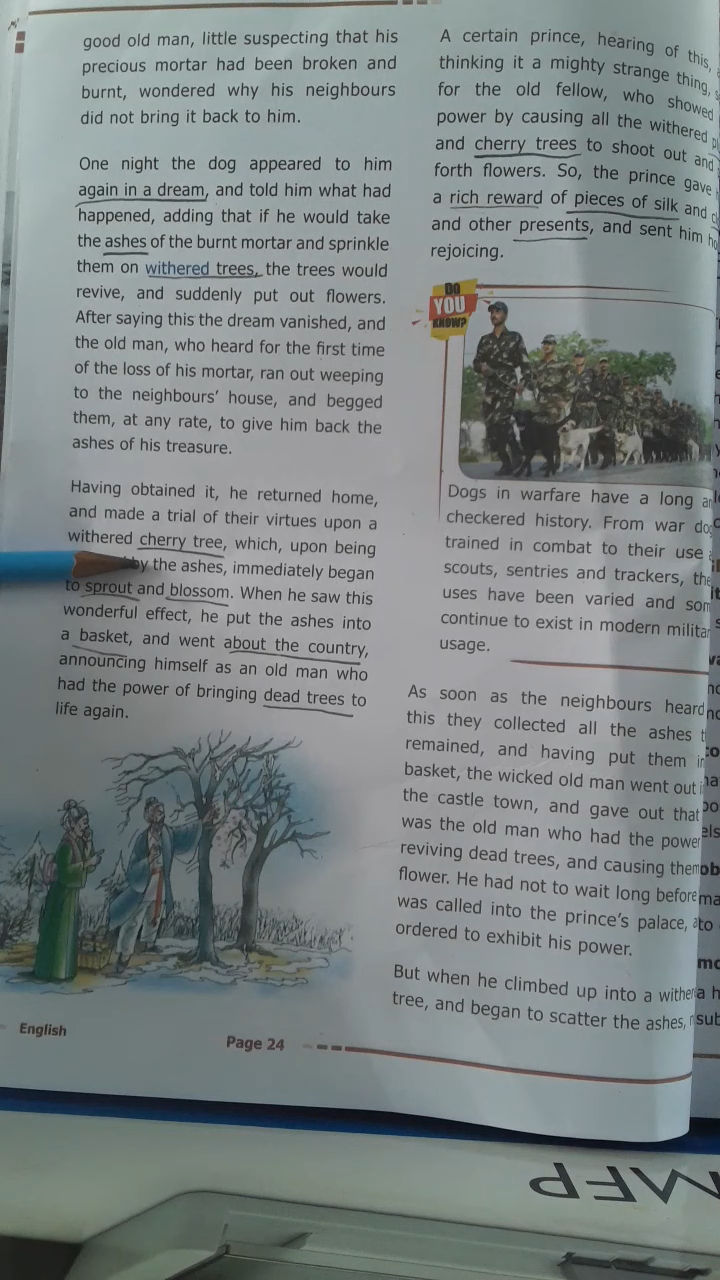 good old man, little suspecting that his
precious mortar had been broken and
burnt, wondered why his neighbours
did not bring it back to him.
One night the dog appeared to him
again in a dream, and told him what had
happened, adding that if he would take
the ashes of the burnt mortar and sprinkle
them on withered trees, the trees would
revive, and suddenly put out flowers.
After saying this the dream vanished, and
the old man, who heard for the first time
of the loss of his mortar, ran out weeping
to the neighbours' house, and begged
them, at any rate, to give him back the
ashes of his treasure.
Having obtained it, he returned home,
and made a trial of their virtues upon a
withered cherry tree, which, upon being
by the ashes, immediately began
to sprout and blossom. When he saw this
wonderful effect, he put the ashes into
a basket, and went about the country,
announcing himself as an old man who
had the power of bringing dead trees to
life again.
English
Page 24
A certain prince, hearing of this,
thinking it a mighty strange thing,
for the old fellow, who showed
power by causing all the withered
and cherry trees to shoot out and
forth flowers. So, the prince gave
a rich reward of pieces of silk and
and other presents, and sent him
rejoicing.
DO
YOU
KNOW?
Dogs in warfare have a long
checkered history. From war
trained in combat to their use
scouts, sentries and trackers,
uses have been varied and
continue to exist in modern
usage.
As soon as the neighbours heard
this they collected all the ashes
remained, and having put them
basket, the wicked old man went out
the castle town, and gave out that
was the old man who had the power
reviving dead trees, and causing them
flower. He had not to wait long before
was called into the prince's palace,
ordered to exhibit his power.
But when he climbed up into a
tree, and began to scatter the ashes,
MFP